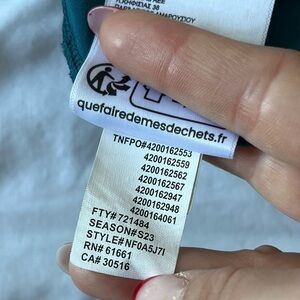 quefairedemesdechets.fr
TNFPO#4200162553
4200162559
4200162562
4200162567
4200162947
4200162948
4200164061
FTY# 721484
SEASON#S23
STYLE#NF0A5J7I
RN# 61661
CA# 30516